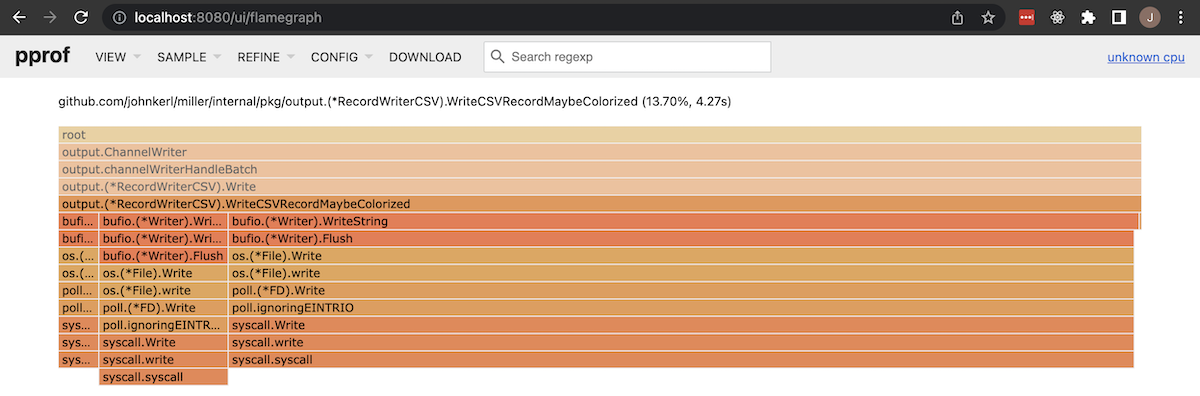 localhost:8080/ui/flamegraph
J
pprof VIEW SAMPLE REFINE CONFIG DOWNLOAD Search regexp unknown cpu
github.com/johnkerl/miller/internal/pkg/output.(*RecordWriterCSV).WriteCSVRecordMaybeColorized (13.70%, 4.27s)
root
output.ChannelWriter
output.channelWriterHandleBatch
output.(*RecordWriterCSV).Write
output.(*RecordWriterCSV).WriteCSVRecordMaybeColorized
bufi... bufio.(*Writer).Wri... bufio.(*Writer).WriteString
bufi... bufio.(*Writer).Wri... bufio.(*Writer).Flush
os.(... bufio.(*Writer).Flush os.(*File).Write
os.(... os.(*File).Write os.(*File).write
poll... os.(*File).write poll.(*FD).Write
poll... poll.(*FD).Write poll.ignoringEINTRIO
sys... poll.ignoringEINTR... syscall.Write
sys... syscall.Write syscall.write
sys... syscall.write syscall.syscall
syscall.syscall